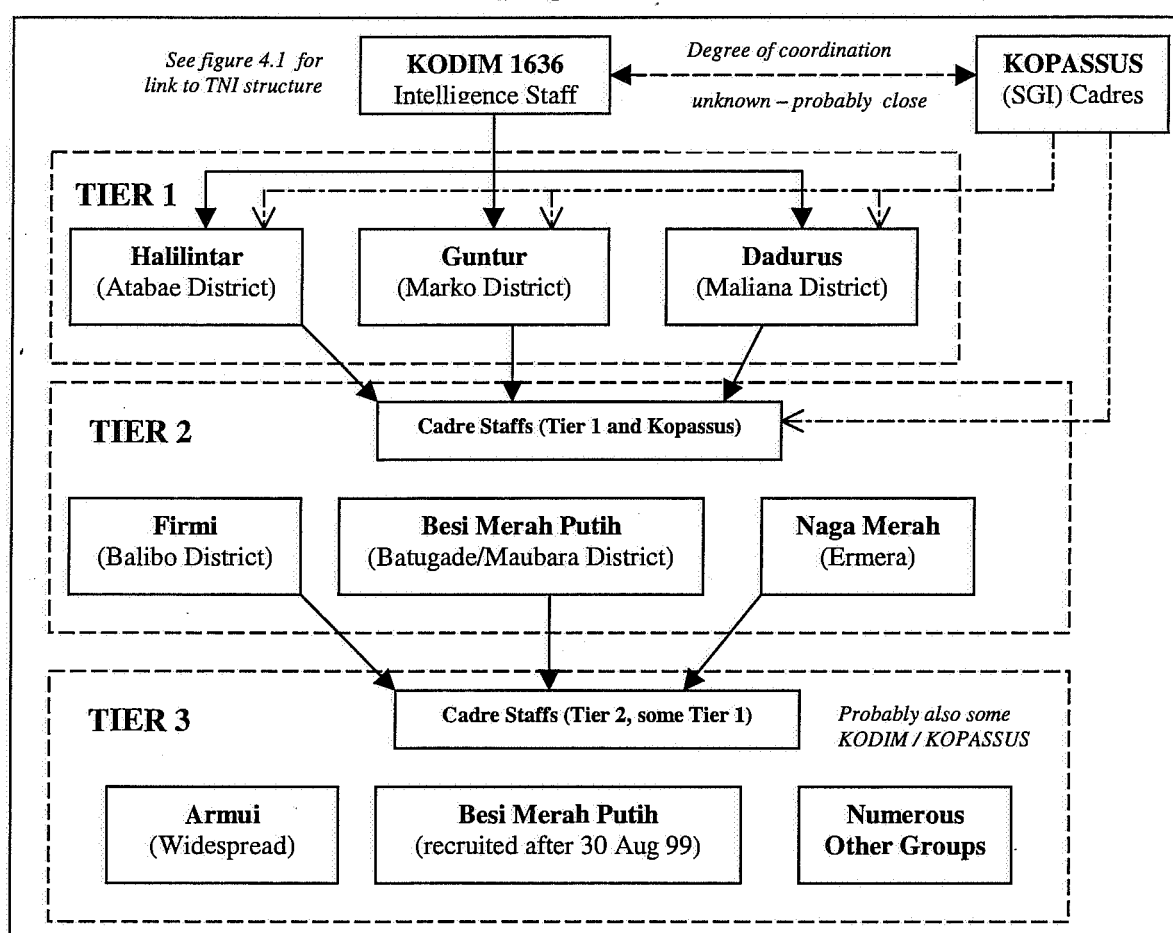 See figure 4.1 for
link to TNI structure
KODIM 1636
Intelligence Staff
Degree of coordination
unknown – probably close
KOPASSUS
(SGI) Cadres
TIER 1
Halilintar
(Atabae District)
Guntur
(Marko District)
Dadurus
(Maliana District)
TIER 2
Cadre Staffs (Tier 1 and Kopassus)
Firmi
(Balibo District)
Besi Merah Putih
(Batugade/Maubara District)
Naga Merah
(Ermera)
TIER 3
Cadre Staffs (Tier 2, some Tier 1)
Probably also some
KODIM / KOPASSUS
Armui
(Widespread)
Besi Merah Putih
(recruited after 30 Aug 99)
Numerous
Other Groups